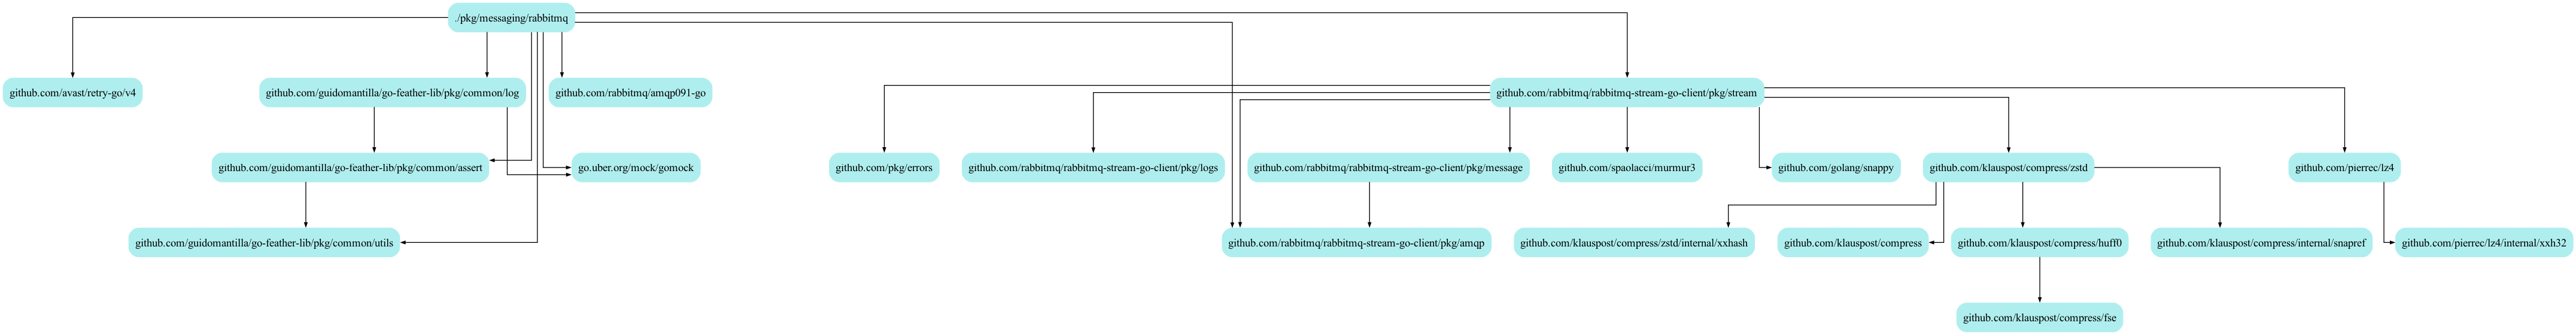 ./pkg/messaging/rabbitmq
github.com/avast/retry-go/v4
github.com/guidomantilla/go-feather-lib/pkg/common/log
github.com/rabbitmq/amqp091-go
github.com/rabbitmq/rabbitmq-stream-go-client/pkg/stream
github.com/guidomantilla/go-feather-lib/pkg/common/assert
go.uber.org/mock/gomock
github.com/pkg/errors
github.com/rabbitmq/rabbitmq-stream-go-client/pkg/logs
github.com/rabbitmq/rabbitmq-stream-go-client/pkg/message
github.com/spaolacci/murmur3
github.com/golang/snappy
github.com/klauspost/compress/zstd
github.com/pierrec/lz4
github.com/guidomantilla/go-feather-lib/pkg/common/utils
github.com/rabbitmq/rabbitmq-stream-go-client/pkg/amqp
github.com/klauspost/compress/zstd/internal/xxhash
github.com/klauspost/compress
github.com/klauspost/compress/huff0
github.com/klauspost/compress/internal/snapref
github.com/pierrec/lz4/internal/xxh32
github.com/klauspost/compress/fse